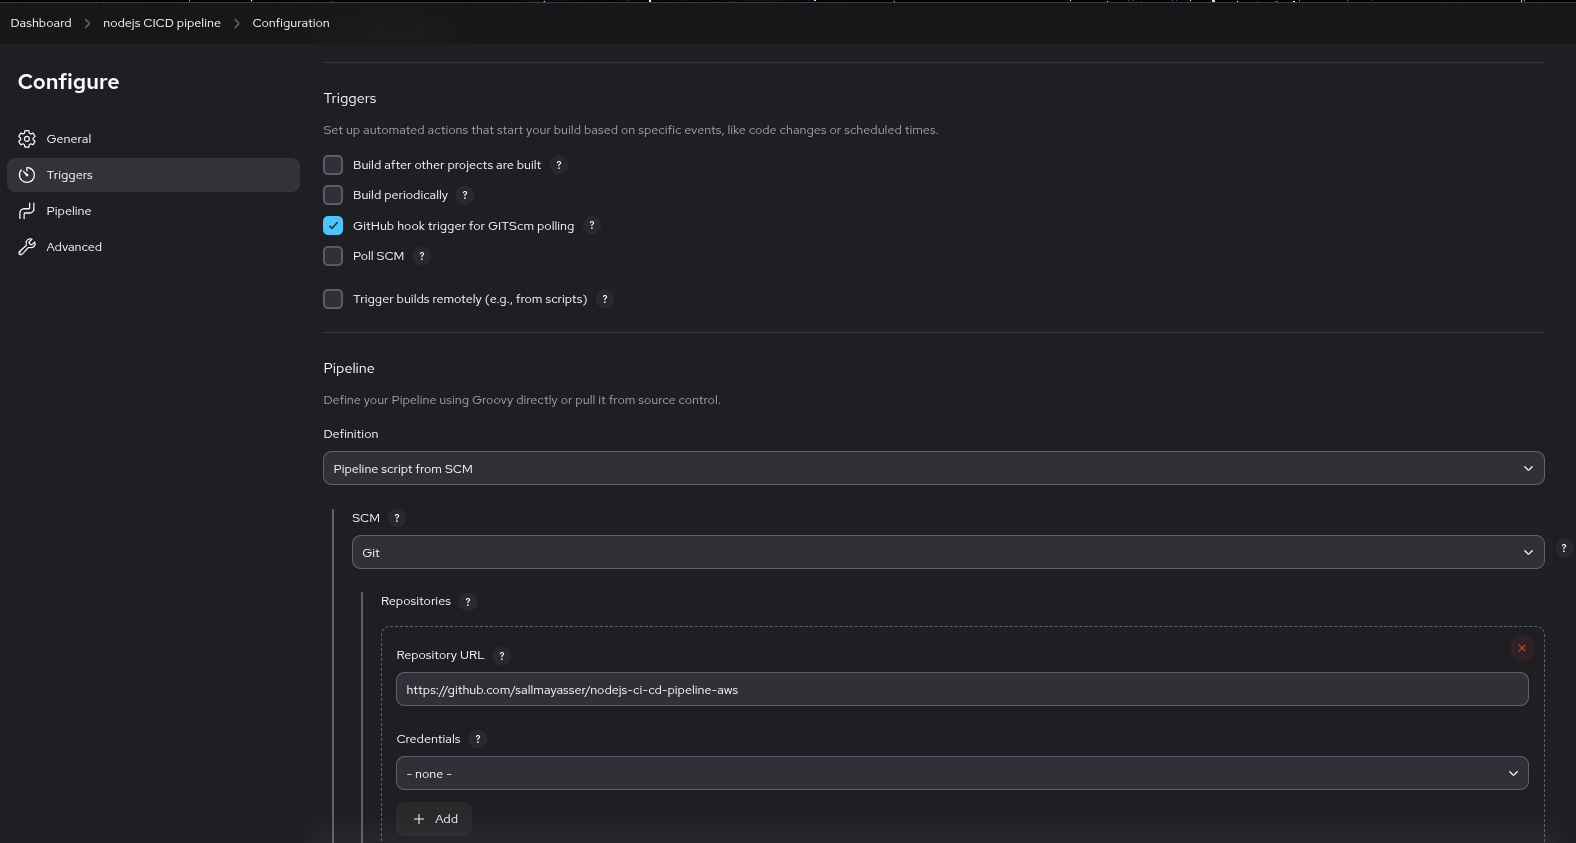 Dashboard > nodejs CICD pipeline > Configuration
Configure
General
Triggers
Pipeline
Advanced
Triggers
Set up automated actions that start your build based on specific events, like code changes or scheduled times.
Build after other projects are built ?
Build periodically ?
GitHub hook trigger for GITScm polling ?
Poll SCM ?
Trigger builds remotely (e.g., from scripts) ?
Pipeline
Define your Pipeline using Groovy directly or pull it from source control.
Definition
Pipeline script from SCM
SCM ?
Git
?
Repositories ?
Repository URL ?
https://github.com/sallmayasser/nodejs-ci-cd-pipeline-aws
Credentials ?
- none -
+ Add